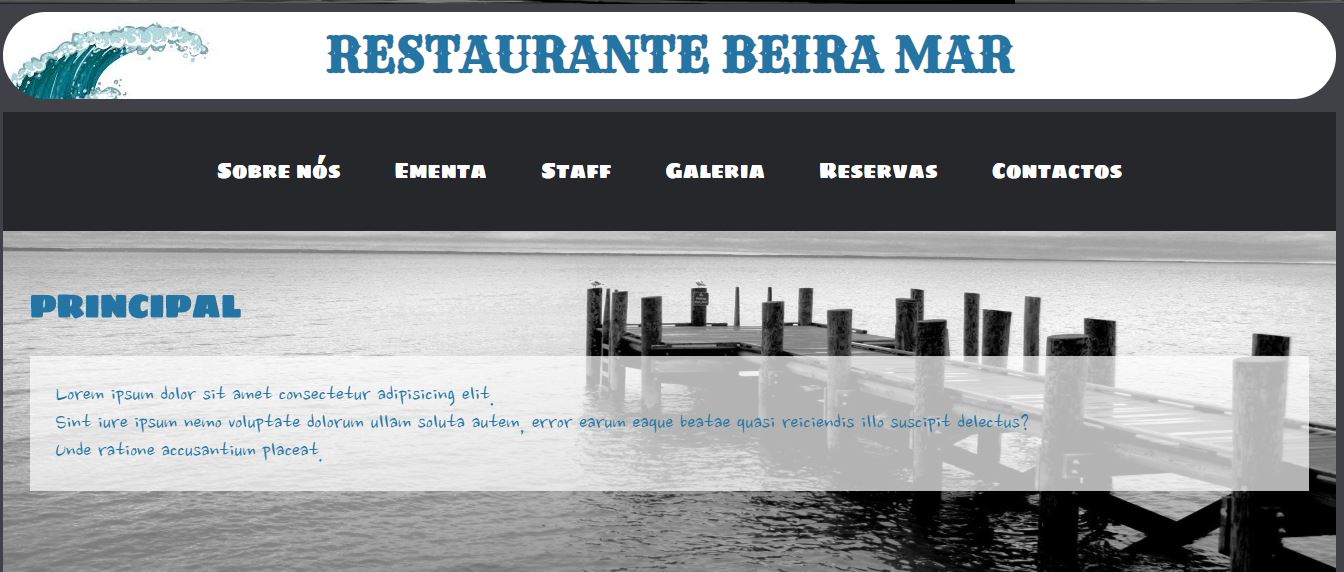 RESTAURANTE BEIRA MAR
Sobre nós Ementa Staff Galeria Reservas Contactos
PRINCIPAL
Lorem ipsum dolor sit amet consectetur adipisicing elit.
Sint iure ipsum nemo voluptate dolorum ullam soluta autem, error earum eaque beatae quasi reiciendis illo suscipit delectus?
Unde ratione accusantium placeat.